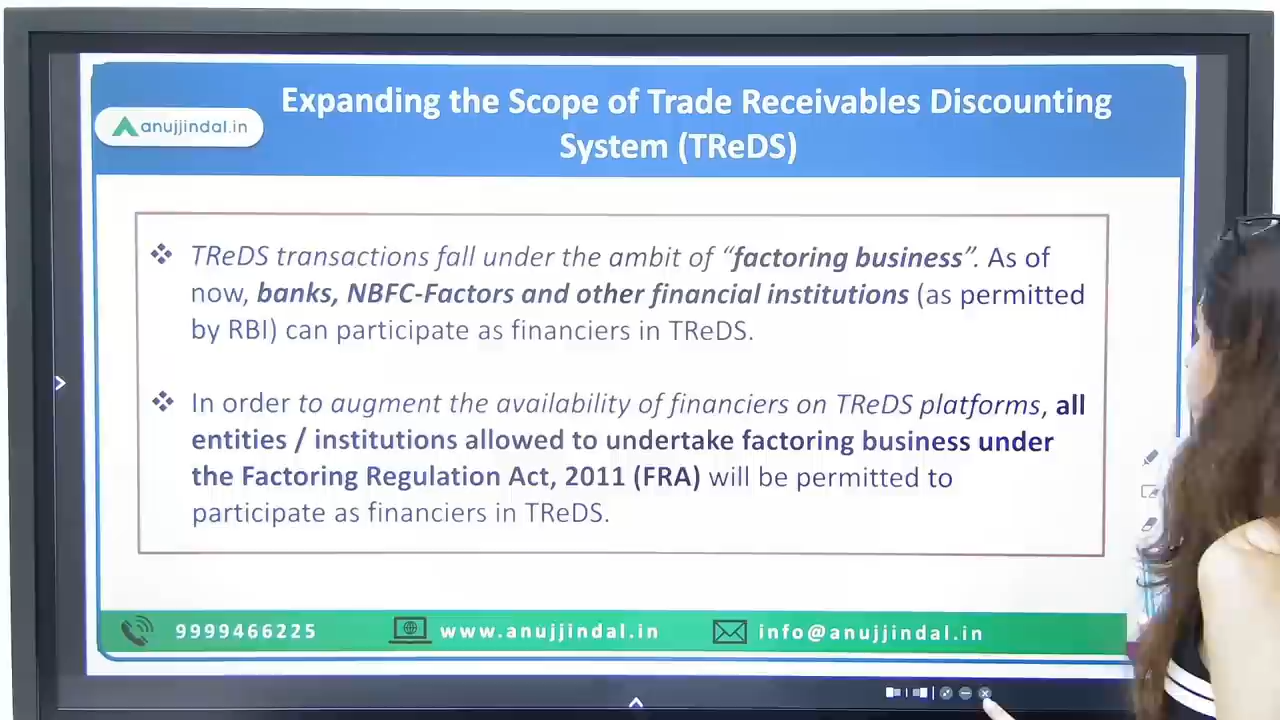 Expanding the Scope of Trade Receivables Discounting
System (TReDS)
anujjindal.in
❖ TReDS transactions fall under the ambit of “factoring business”. As of
now, banks, NBFC-Factors and other financial institutions (as permitted
by RBI) can participate as financiers in TReDS.
❖ In order to augment the availability of financiers on TReDS platforms, all
entities / institutions allowed to undertake factoring business under
the Factoring Regulation Act, 2011 (FRA) will be permitted to
participate as financiers in TReDS.
9999466225 www.anujjindal.in info@anujjindal.in